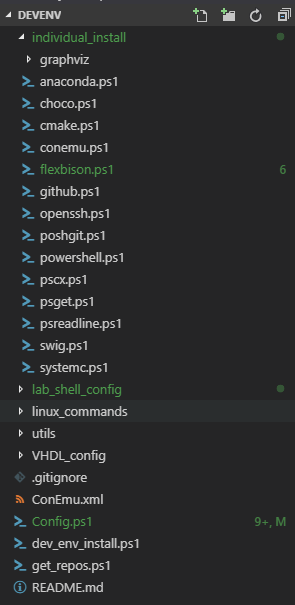 DEVENV
individual_install
graphviz
anaconda.ps1
choco.ps1
cmake.ps1
conemu.ps1
flexbison.ps1 6
github.ps1
openssh.ps1
poshgit.ps1
powershell.ps1
pscx.ps1
psget.ps1
psreadline.ps1
swig.ps1
systemc.ps1
lab_shell_config
linux_commands
utils
VHDL_config
.gitignore
ConEmu.xml
Config.ps1 9+, M
dev_env_install.ps1
get_repos.ps1
README.md